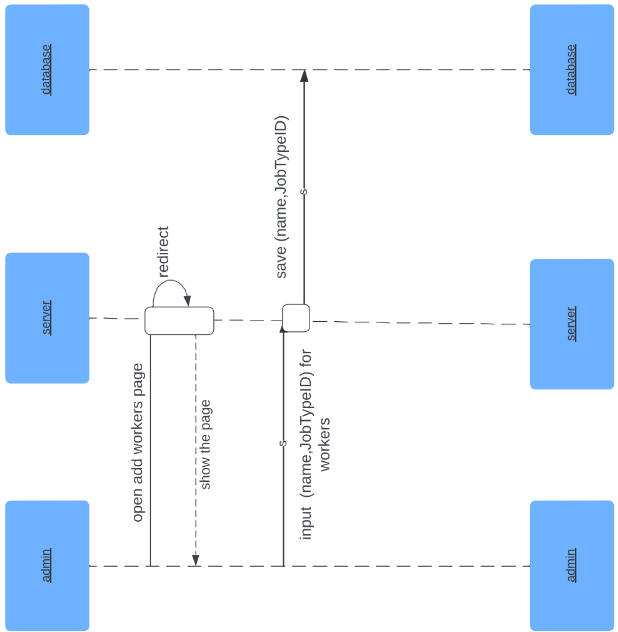 admin
server
database
open add workers page
redirect
show the page
s
input (name,JobTypeID) for
workers
s
save (name,JobTypeID)
admin
server
database